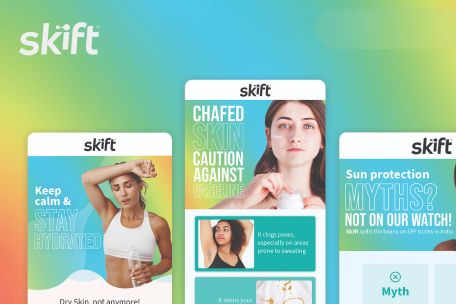 skift
skift
Keep
calm &
STAY
HYDRATED
Dry Skin, not anymore!
skift
CHAFED
SKIN
CAUTION
AGAINST
VASELINE
It clogs pores,
especially on areas
prone to sweating
It stains your
skift
Sun protection
MYTHS?
NOT ON OUR WATCH!
Skift spills the beans on SPF truths in India
Myth